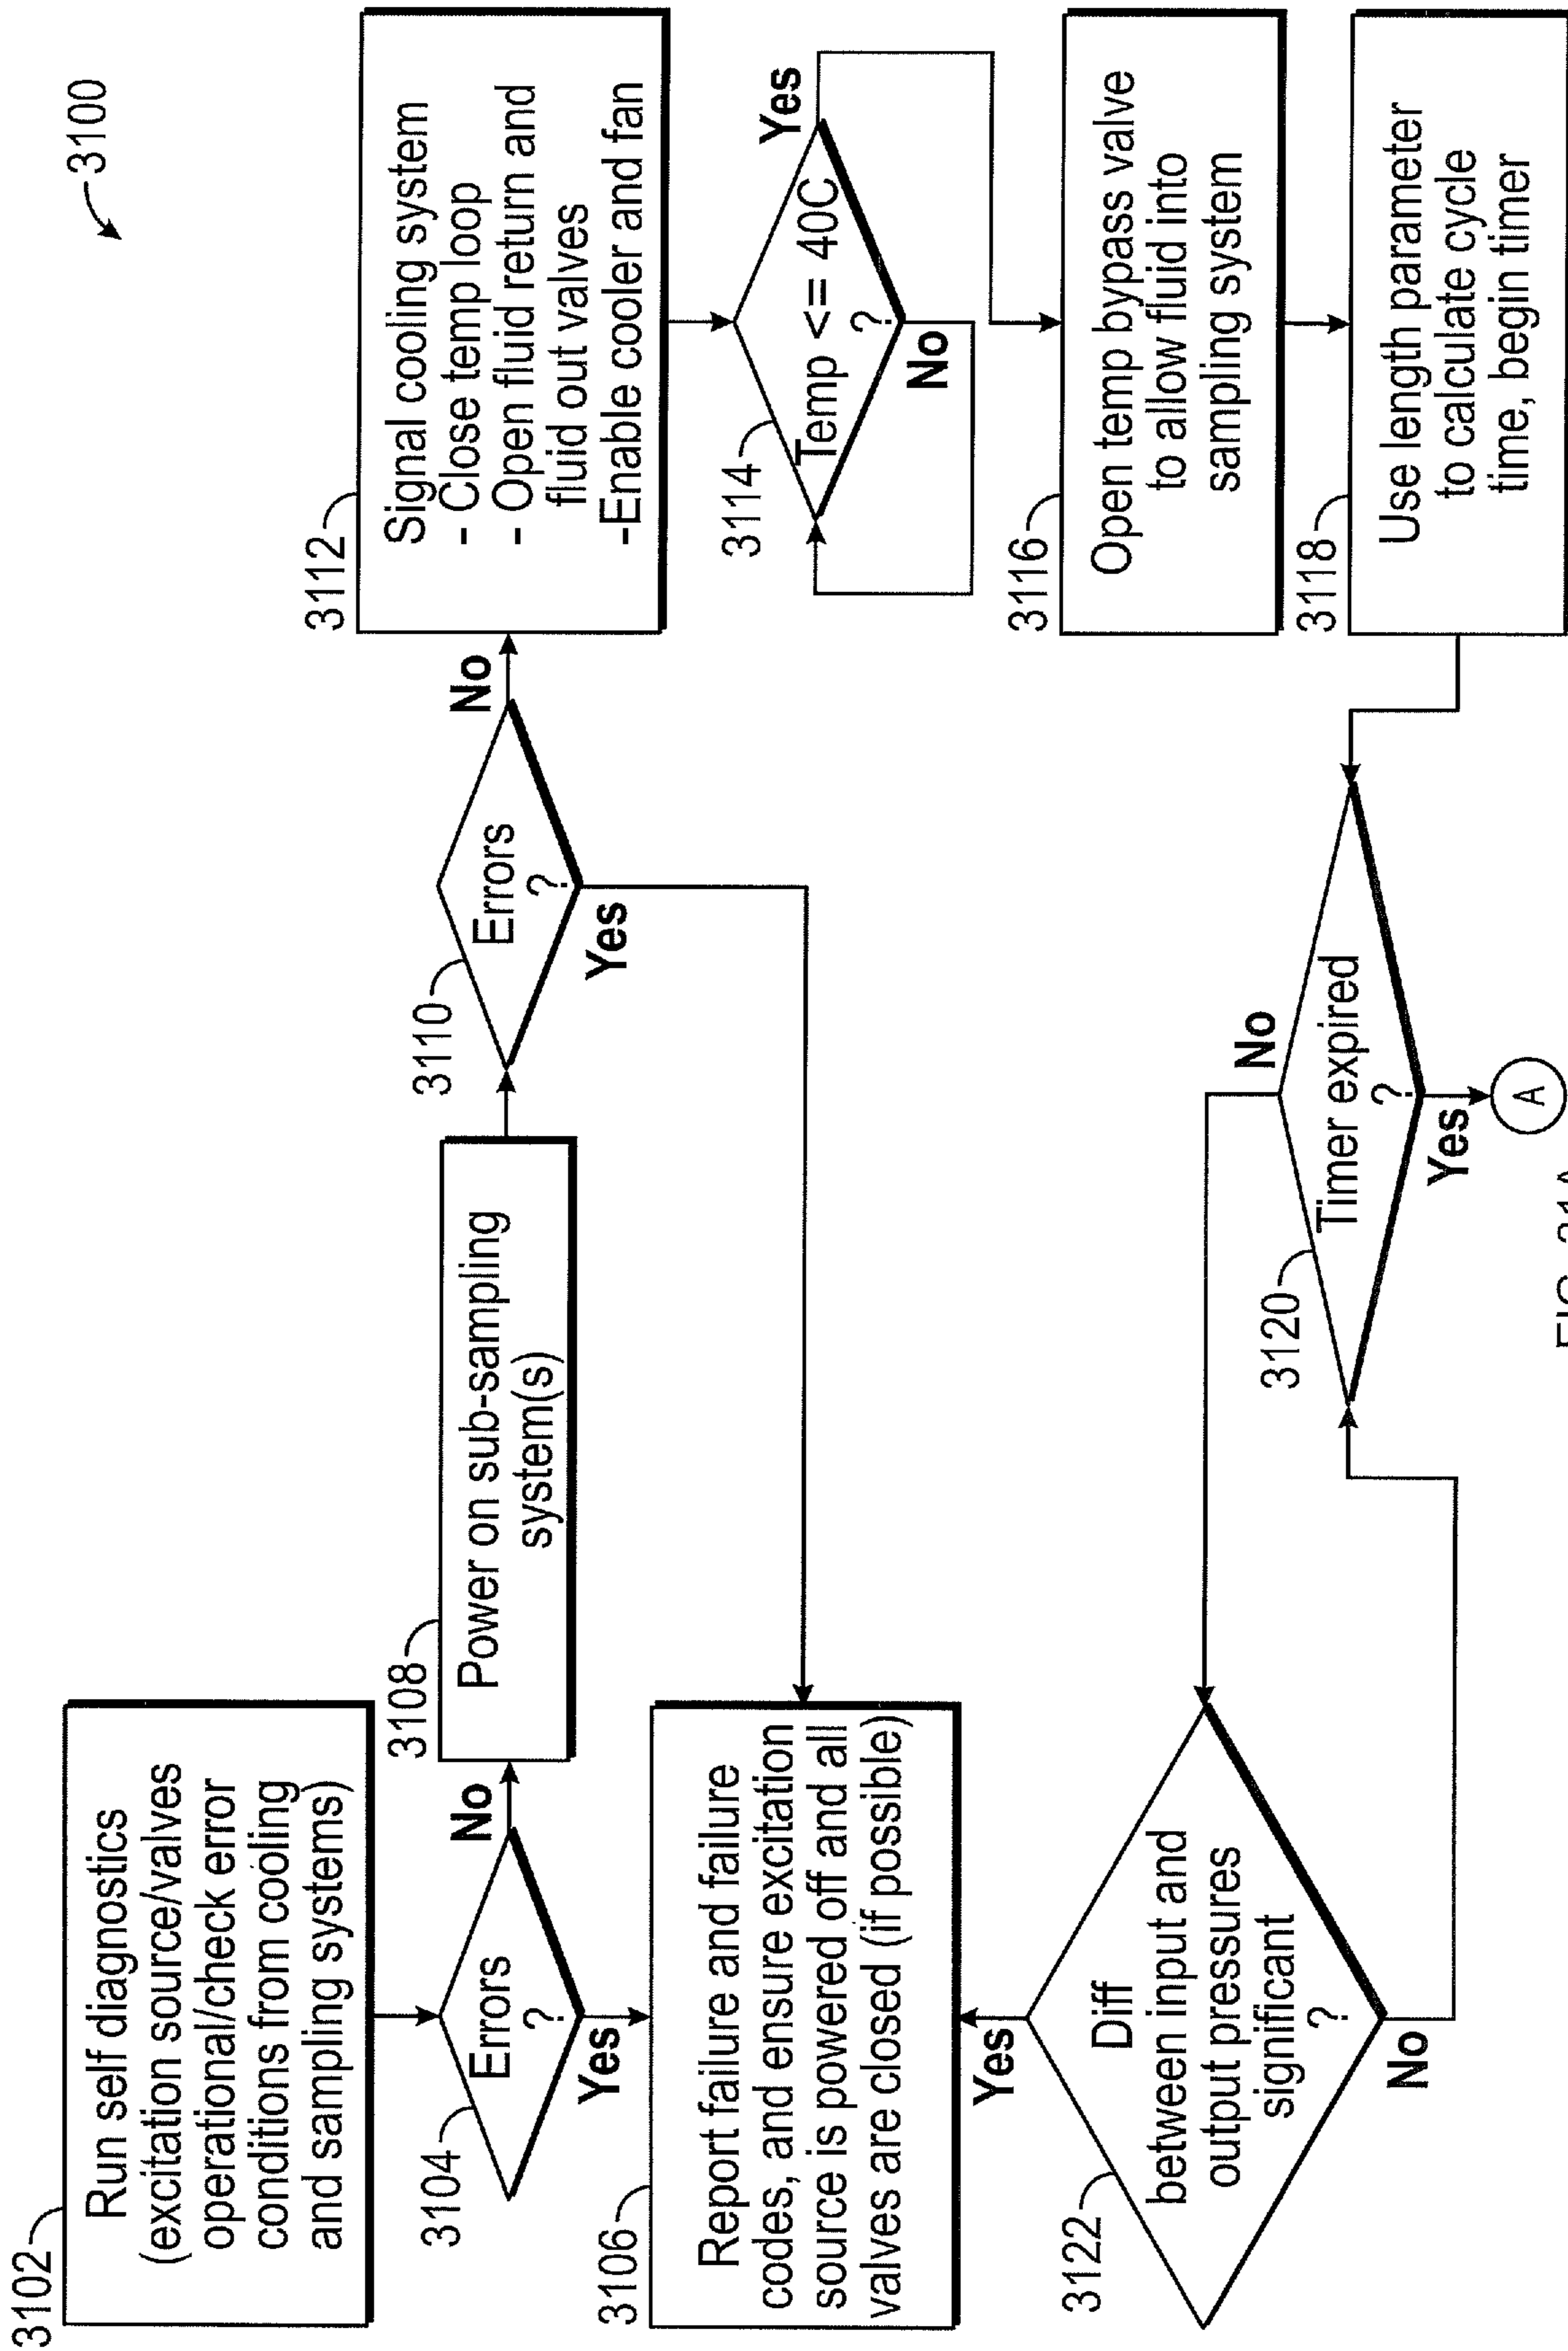 3100
3102
Run self diagnostics
(excitation source/valves
operational/check error
conditions from cooling
and sampling systems)
3104
Errors
?
No
Yes
3106
Report failure and failure
codes, and ensure excitation
source is powered off and all
valves are closed (if possible)
3108
Power on sub-sampling
system(s)
3110
Errors
?
No
Yes
3112
Signal cooling system
- Close temp loop
- Open fluid return and
fluid out valves
-Enable cooler and fan
3114
Temp <= 40C
?
Yes
No
3116
Open temp bypass valve
to allow fluid into
sampling system
3118
Use length parameter
to calculate cycle
time, begin timer
3120
Timer expired
?
No
Yes
A
3122
Diff
between input and
output pressures
significant
?
Yes
No